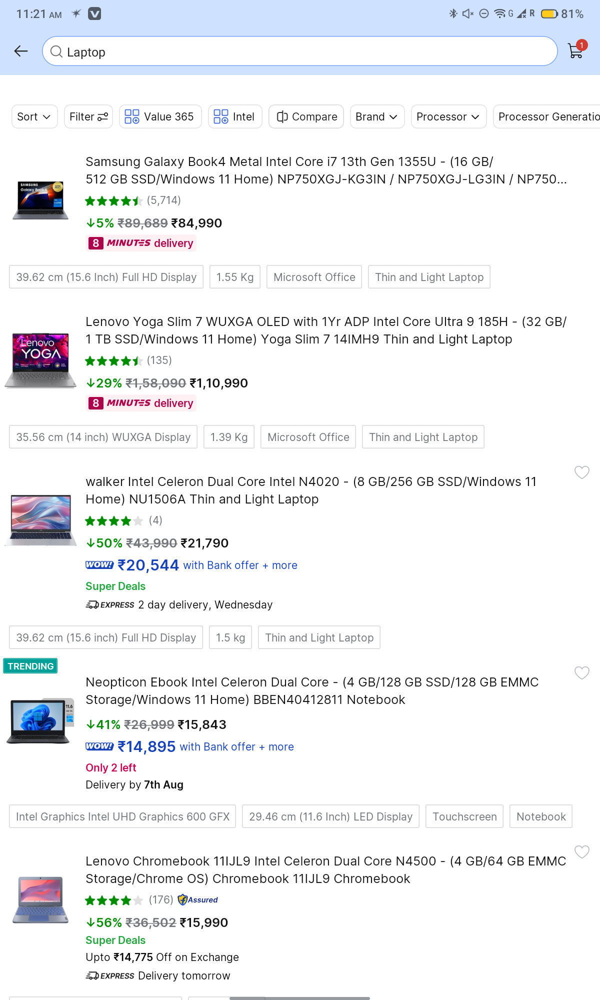 11:21 AM
G R 81%
Laptop
1
Sort
Filter
Value 365
Intel
Compare
Brand
Processor
Processor Generatio
Samsung Galaxy Book4 Metal Intel Core i7 13th Gen 1355U - (16 GB/
512 GB SSD/Windows 11 Home) NP750XGJ-KG3IN / NP750XGJ-LG3IN / NP750...
SAMSUNG
Galaxy Book4
(5,714)
↓5% ₹89,689 ₹84,990
8 MINUTES delivery
39.62 cm (15.6 Inch) Full HD Display
1.55 Kg
Microsoft Office
Thin and Light Laptop
Lenovo Yoga Slim 7 WUXGA OLED with 1Yr ADP Intel Core Ultra 9 185H - (32 GB/
1 TB SSD/Windows 11 Home) Yoga Slim 7 14IMH9 Thin and Light Laptop
Lenovo
YOGA
(135)
↓29% ₹1,58,090 ₹1,10,990
8 MINUTES delivery
35.56 cm (14 inch) WUXGA Display
1.39 Kg
Microsoft Office
Thin and Light Laptop
walker Intel Celeron Dual Core Intel N4020 - (8 GB/256 GB SSD/Windows 11
Home) NU1506A Thin and Light Laptop
(4)
↓50% ₹43,990 ₹21,790
WOW! ₹20,544 with Bank offer + more
Super Deals
EXPRESS 2 day delivery, Wednesday
39.62 cm (15.6 inch) Full HD Display
1.5 kg
Thin and Light Laptop
TRENDING
Neopticon Ebook Intel Celeron Dual Core - (4 GB/128 GB SSD/128 GB EMMC
Storage/Windows 11 Home) BBEN40412811 Notebook
11.6
↓41% ₹26,999 ₹15,843
WOW! ₹14,895 with Bank offer + more
Only 2 left
Delivery by 7th Aug
Intel Graphics Intel UHD Graphics 600 GFX
29.46 cm (11.6 Inch) LED Display
Touchscreen
Notebook
Lenovo Chromebook 11IJL9 Intel Celeron Dual Core N4500 - (4 GB/64 GB EMMC
Storage/Chrome OS) Chromebook 11IJL9 Chromebook
(176) Assured
↓56% ₹36,502 ₹15,990
Super Deals
Upto ₹14,775 Off on Exchange
EXPRESS Delivery tomorrow